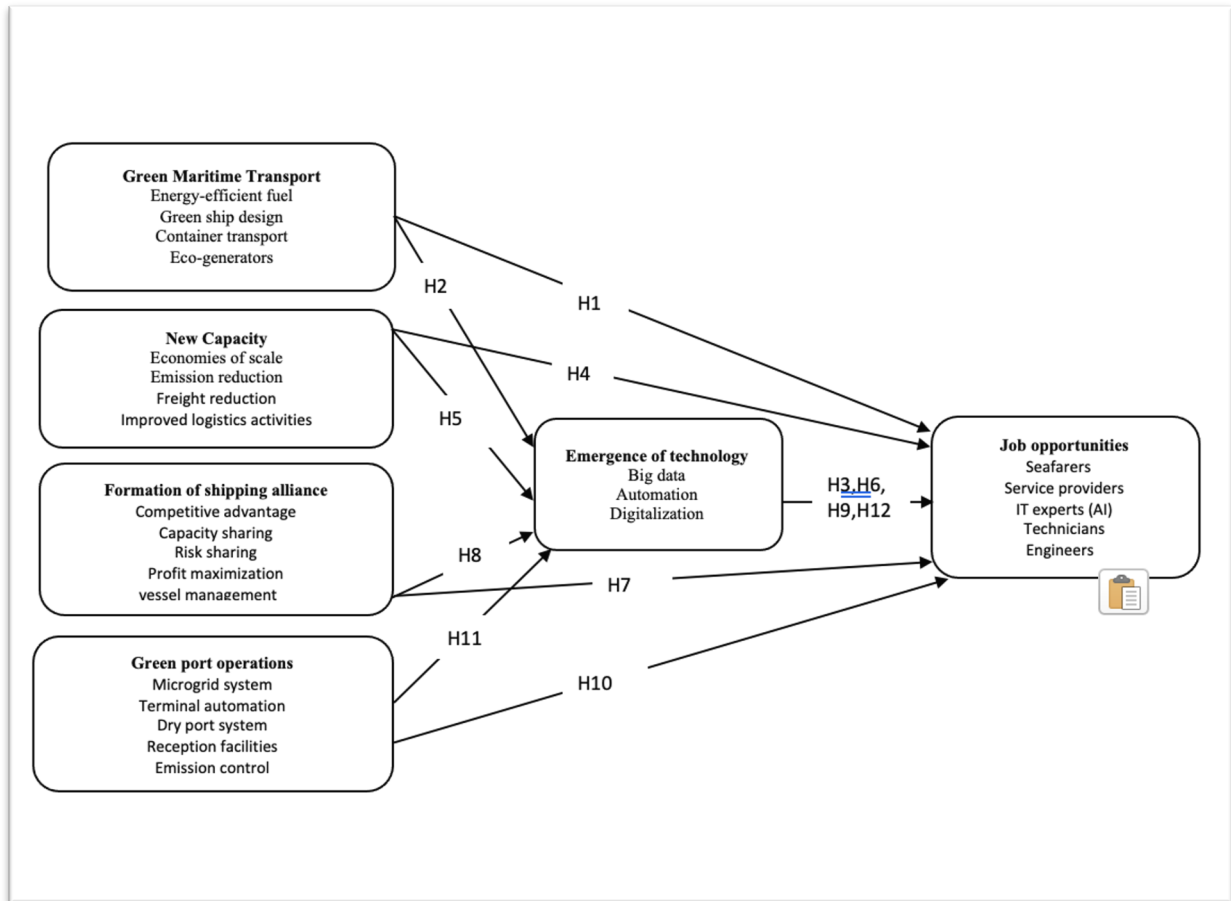 Green Maritime Transport
Energy-efficient fuel
Green ship design
Container transport
Eco-generators
H2
H1
New Capacity
Economies of scale
Emission reduction
Freight reduction
Improved logistics activities
H4
H5
Emergence of technology
Big data
Automation
Digitalization
H3,H6,
H9,H12
Job opportunities
Seafarers
Service providers
IT experts (AI)
Technicians
Engineers
Formation of shipping alliance
Competitive advantage
Capacity sharing
Risk sharing
Profit maximization
vessel management
H8
H7
H11
H10
Green port operations
Microgrid system
Terminal automation
Dry port system
Reception facilities
Emission control